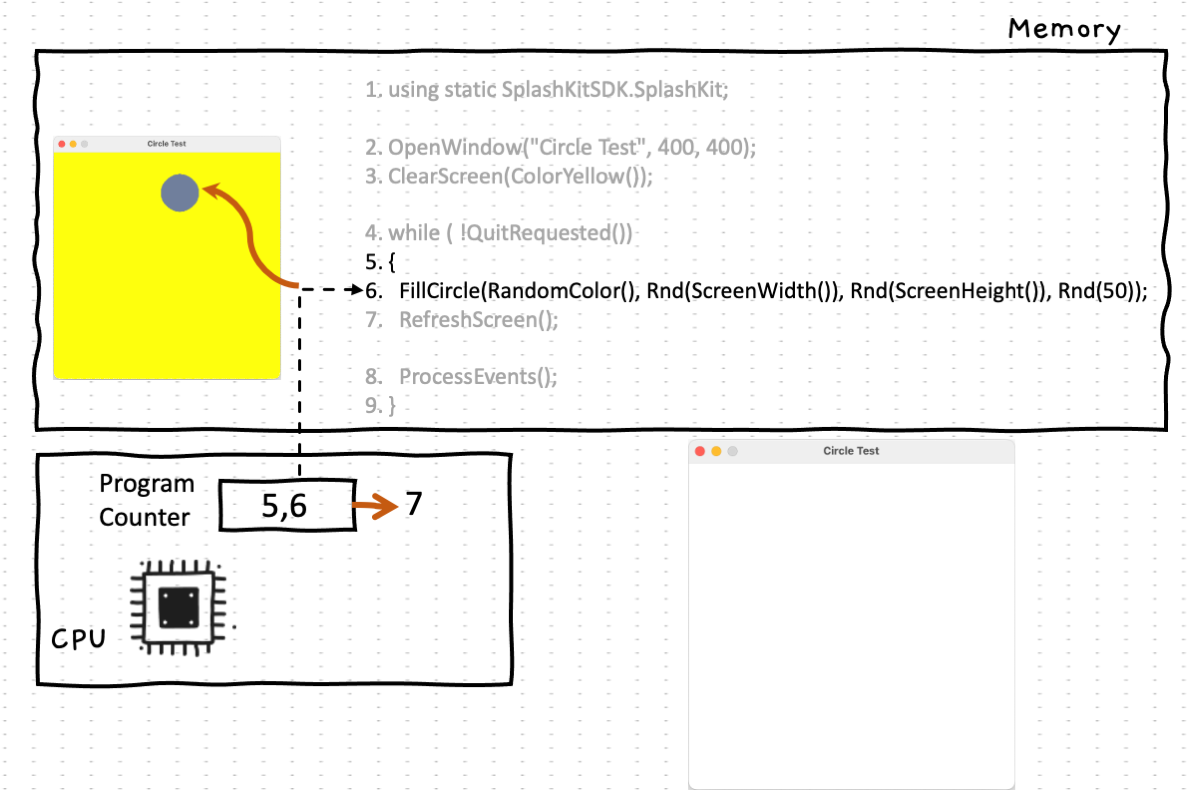 Memory
1. using static SplashKitSDK.SplashKit;
Circle Test
2. OpenWindow("Circle Test", 400, 400);
3. ClearScreen(ColorYellow());
4. while ( !QuitRequested())
5. {
6. FillCircle(RandomColor(), Rnd(ScreenWidth()), Rnd(ScreenHeight()), Rnd(50));
7. RefreshScreen();
8. ProcessEvents();
9. }
Circle Test
Program
Counter
5,6
7
CPU